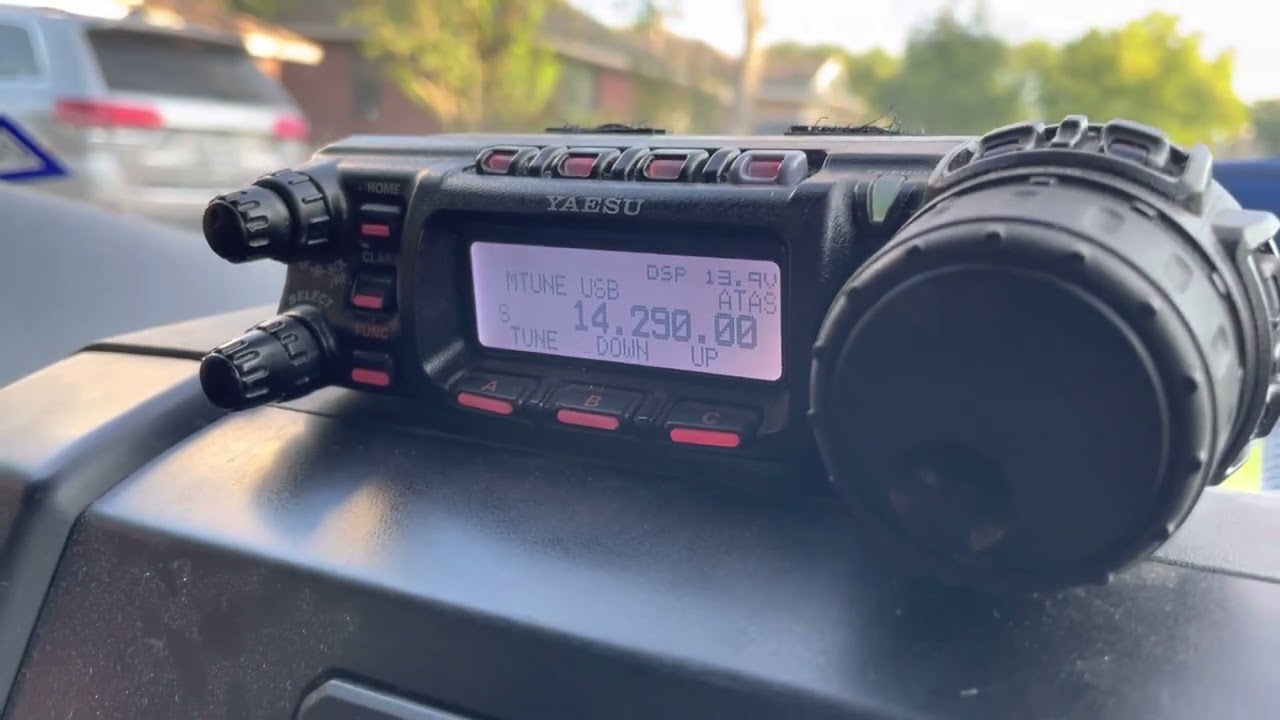 HOME
YAESU
CLAR
SELECT
FUNC
DSP 13.9V
MTUNE USB ATAS
S 14.290.00
TUNE DOWN UP
A B C